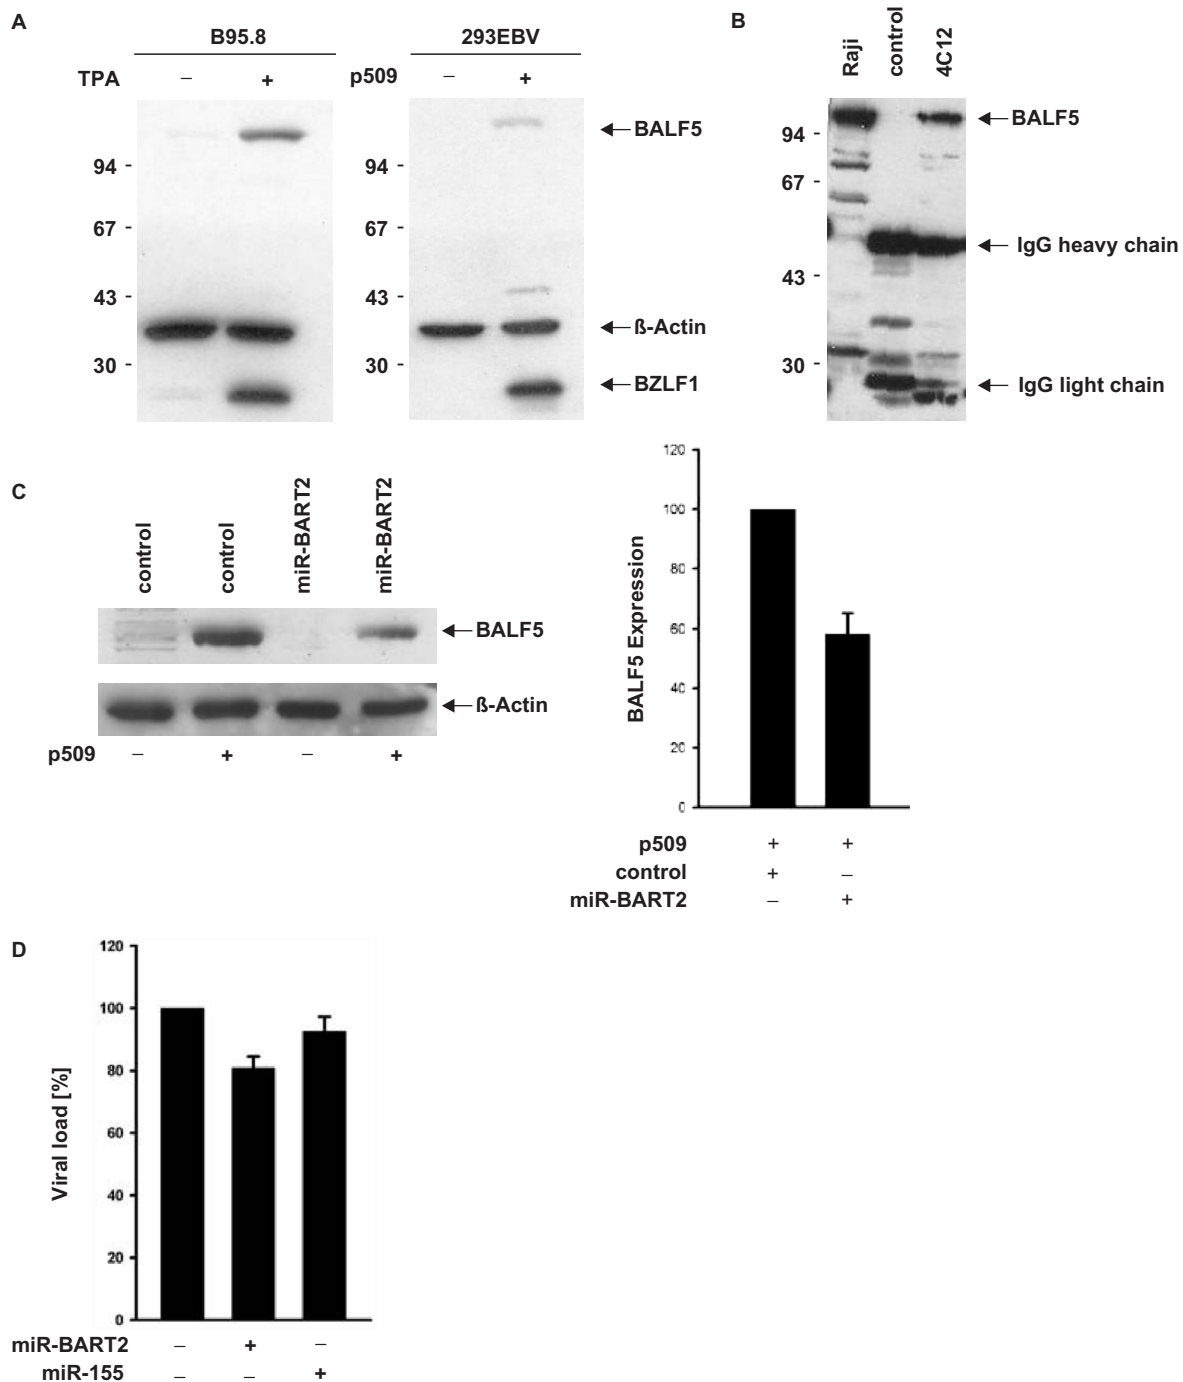 A
B95.8
293EBV
TPA – +
p509 – +
94 -
67 -
43 -
30 -
94 -
67 -
43 -
30 -
BALF5
ß-Actin
BZLF1
B
Raji
control
4C12
94 -
67 -
43 -
30 -
BALF5
IgG heavy chain
IgG light chain
C
control
control
miR-BART2
miR-BART2
BALF5
ß-Actin
p509 – + – +
BALF5 Expression
120
100
80
60
40
20
0
p509 + +
control + –
miR-BART2 – +
D
Viral load [%]
120
100
80
60
40
20
0
miR-BART2 – + –
miR-155 – – +